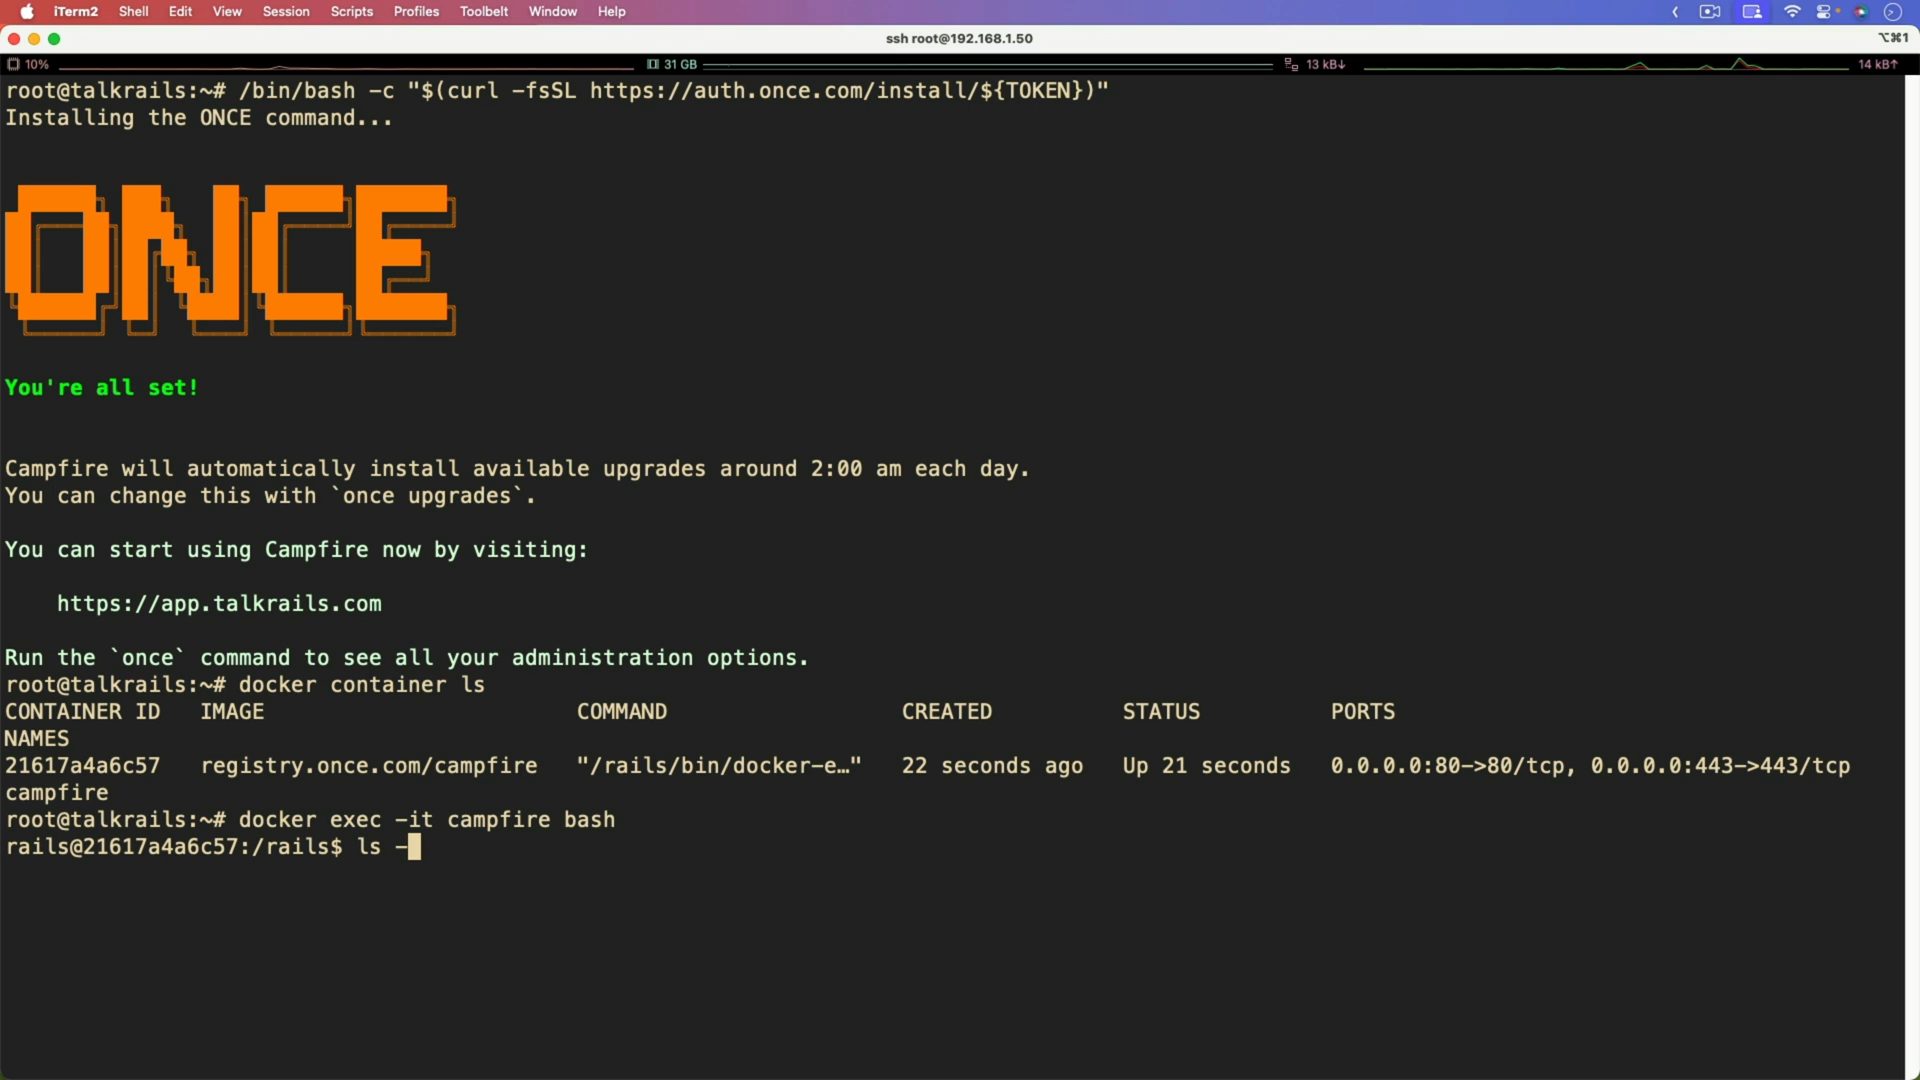 iTerm2 Shell Edit View Session Scripts Profiles Toolbelt Window Help
ssh root@192.168.1.50 ⌥⌘1
10% 31 GB 13 kB↓ 14 kB↑
root@talkrails:~# /bin/bash -c "$(curl -fsSL https://auth.once.com/install/${TOKEN})"
Installing the ONCE command...
ONCE
You're all set!
Campfire will automatically install available upgrades around 2:00 am each day.
You can change this with `once upgrades`.
You can start using Campfire now by visiting:
https://app.talkrails.com
Run the `once` command to see all your administration options.
root@talkrails:~# docker container ls
CONTAINER ID IMAGE COMMAND CREATED STATUS PORTS
NAMES
21617a4a6c57 registry.once.com/campfire "/rails/bin/docker-e…" 22 seconds ago Up 21 seconds 0.0.0.0:80->80/tcp, 0.0.0.0:443->443/tcp
campfire
root@talkrails:~# docker exec -it campfire bash
rails@21617a4a6c57:/rails$ ls -